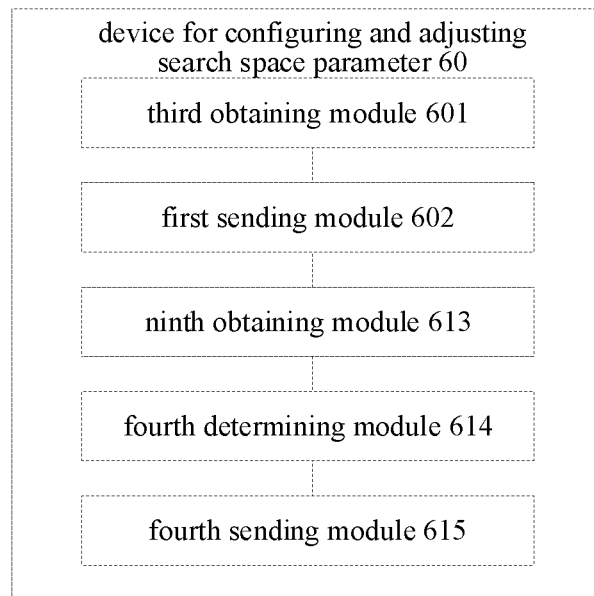 device for configuring and adjusting
search space parameter 60
third obtaining module 601
first sending module 602
ninth obtaining module 613
fourth determining module 614
fourth sending module 615